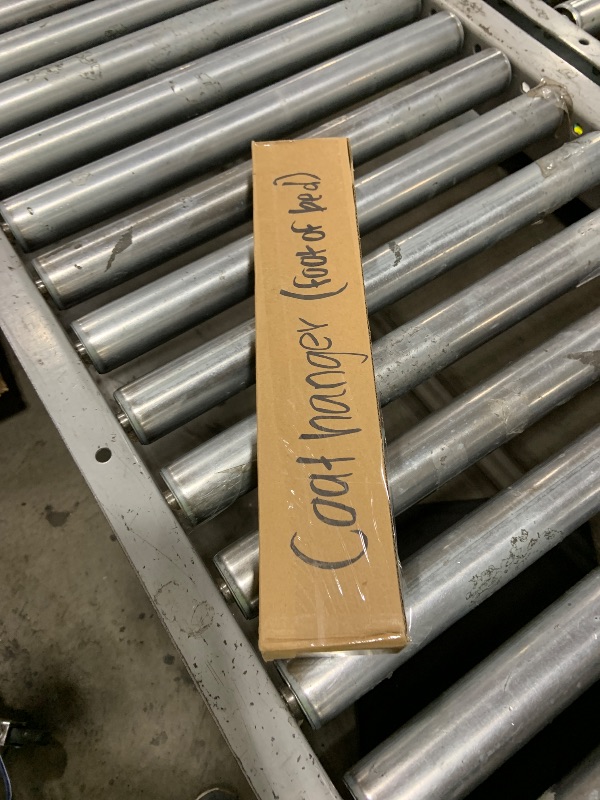 Coat hanger (foot of bed)